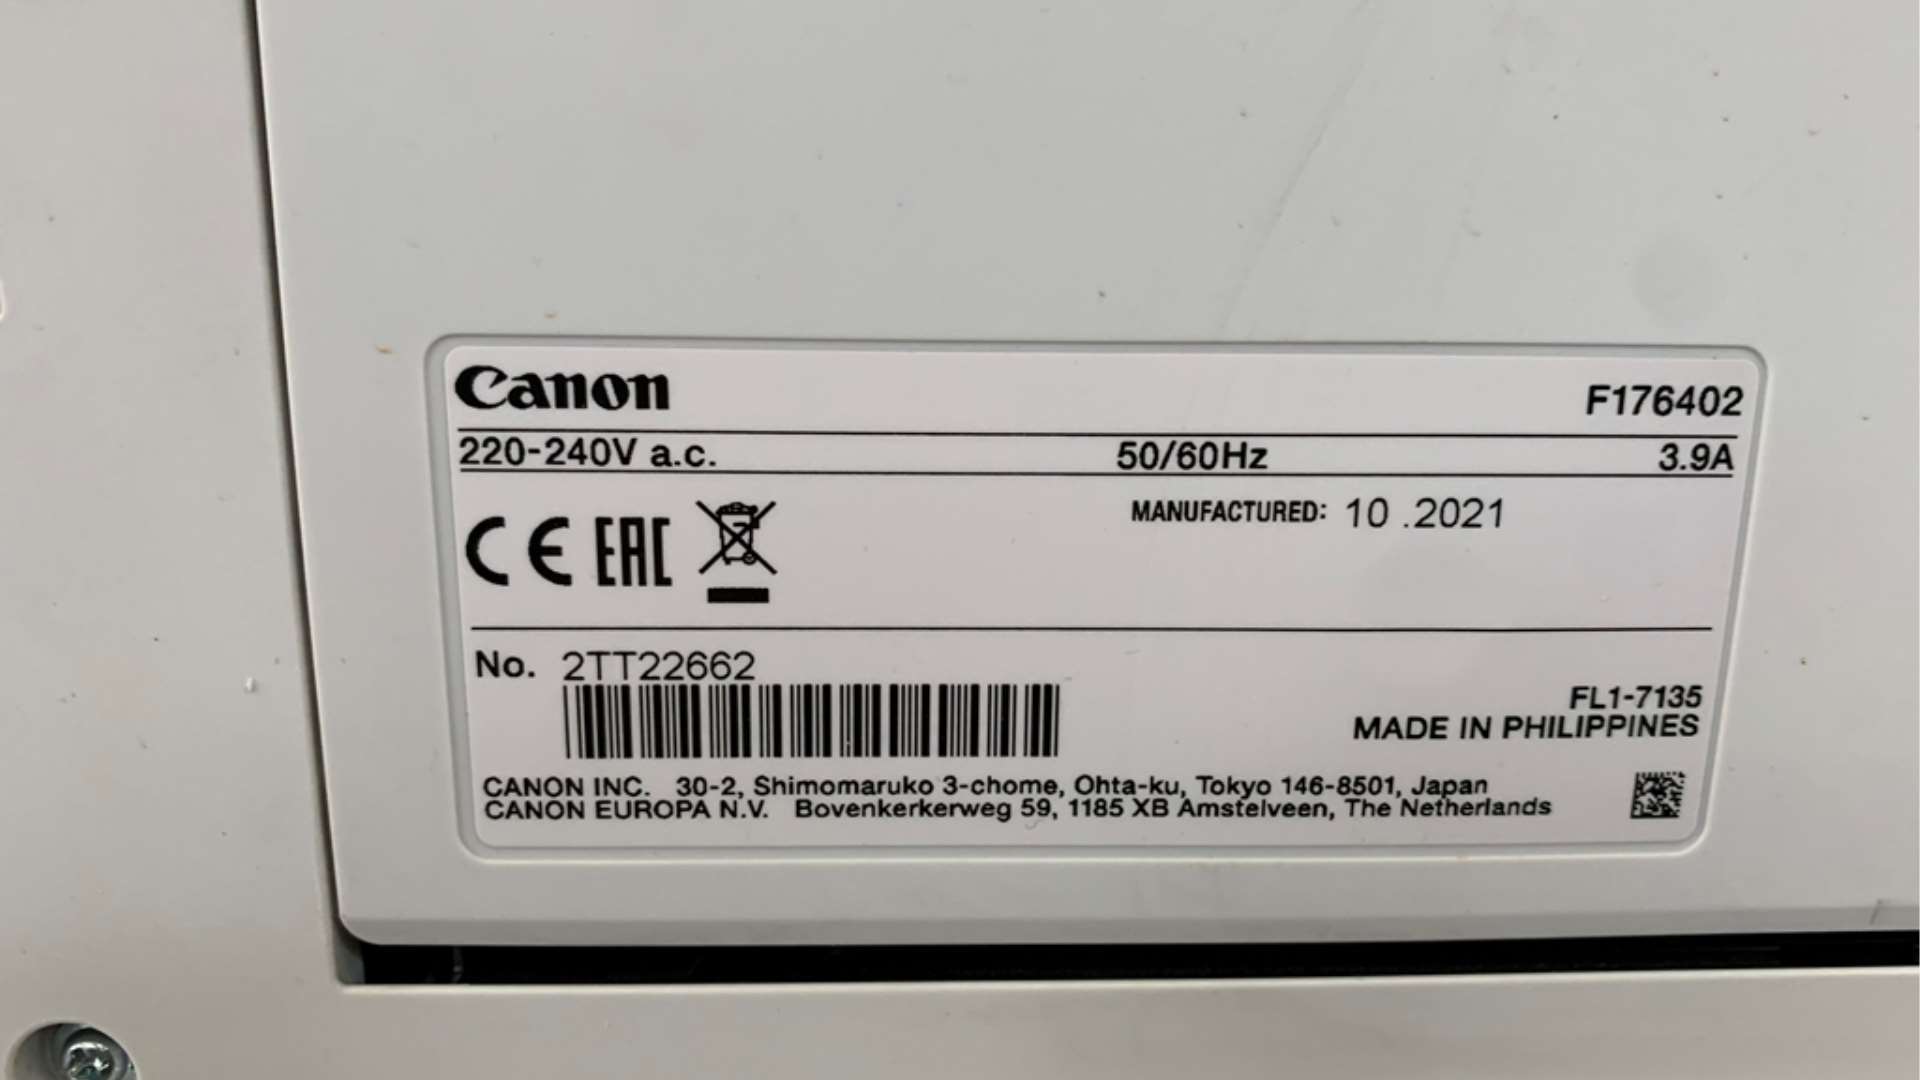 Canon F176402
220-240V a.c. 50/60Hz 3.9A
MANUFACTURED: 10 .2021
CE EAC
No. 2TT22662
FL1-7135
MADE IN PHILIPPINES
CANON INC. 30-2, Shimomaruko 3-chome, Ohta-ku, Tokyo 146-8501, Japan
CANON EUROPA N.V. Bovenkerkerweg 59, 1185 XB Amstelveen, The Netherlands